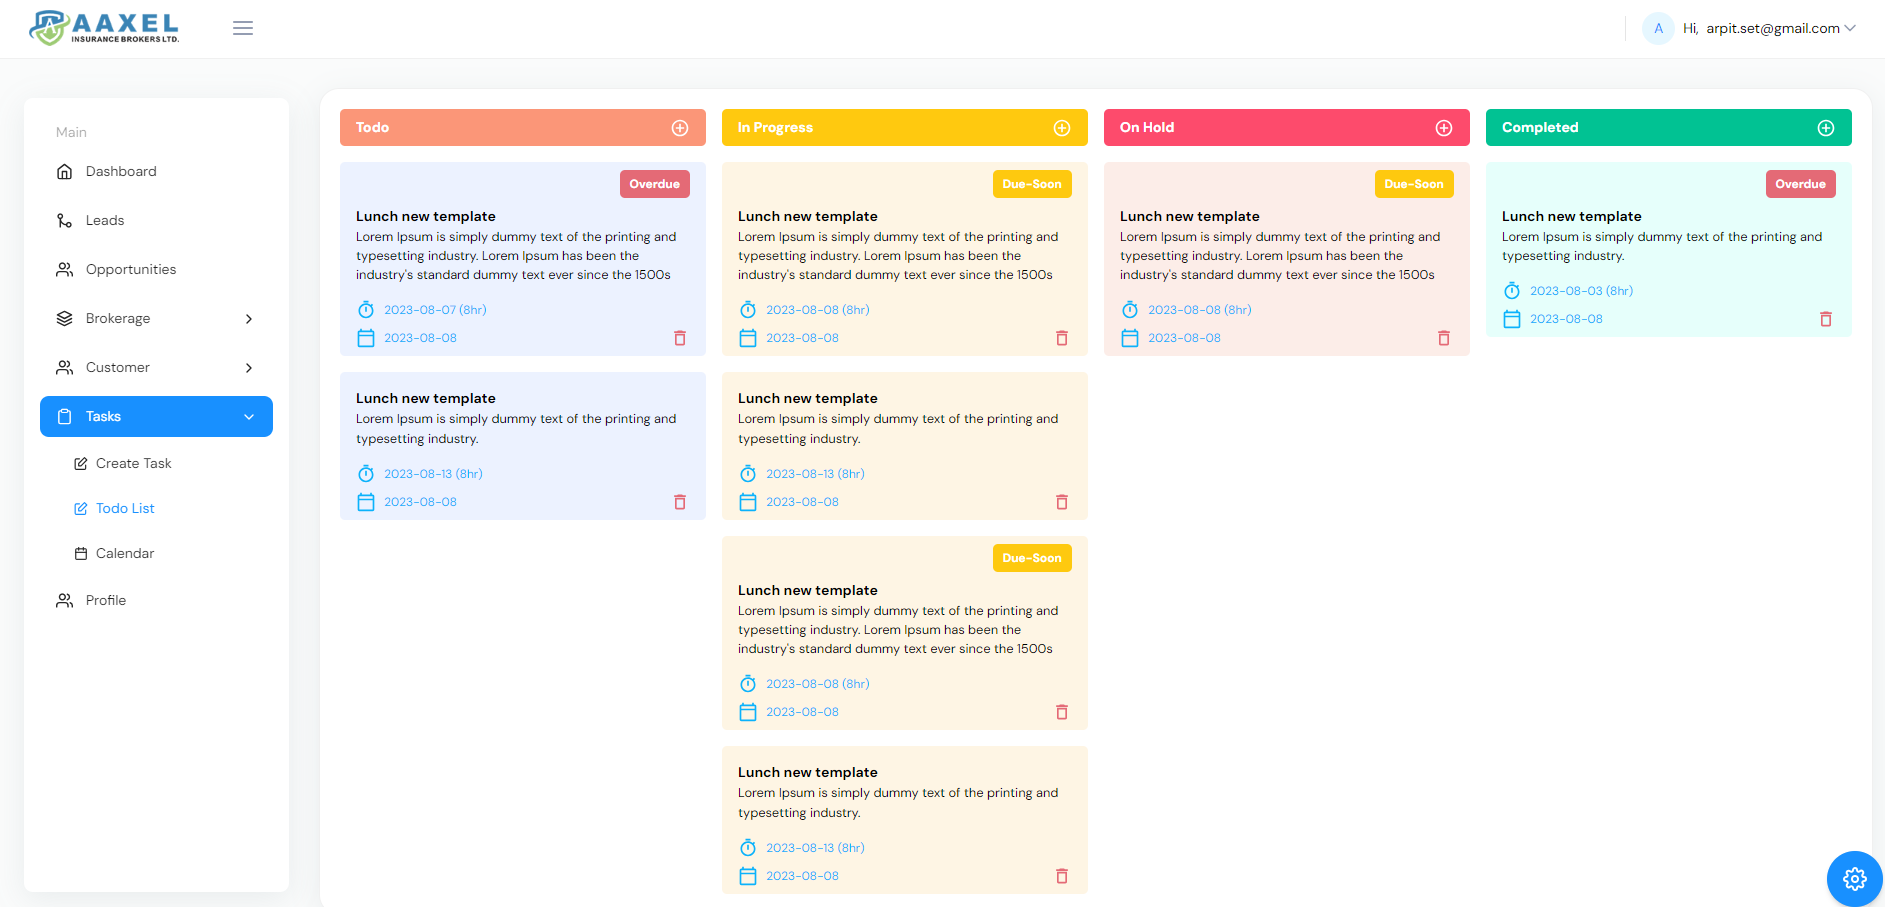 AAXEL
INSURANCE BROKERS LTD.
A
Hi, arpit.set@gmail.com
Main
Dashboard
Leads
Opportunities
Brokerage
Customer
Tasks
Create Task
Todo List
Calendar
Profile
Todo
Overdue
Lunch new template
Lorem Ipsum is simply dummy text of the printing and
typesetting industry. Lorem Ipsum has been the
industry's standard dummy text ever since the 1500s
2023-08-07 (8hr)
2023-08-08
Lunch new template
Lorem Ipsum is simply dummy text of the printing and
typesetting industry.
2023-08-13 (8hr)
2023-08-08
In Progress
Due-Soon
Lunch new template
Lorem Ipsum is simply dummy text of the printing and
typesetting industry. Lorem Ipsum has been the
industry's standard dummy text ever since the 1500s
2023-08-08 (8hr)
2023-08-08
Lunch new template
Lorem Ipsum is simply dummy text of the printing and
typesetting industry.
2023-08-13 (8hr)
2023-08-08
Due-Soon
Lunch new template
Lorem Ipsum is simply dummy text of the printing and
typesetting industry. Lorem Ipsum has been the
industry's standard dummy text ever since the 1500s
2023-08-08 (8hr)
2023-08-08
Lunch new template
Lorem Ipsum is simply dummy text of the printing and
typesetting industry.
2023-08-13 (8hr)
2023-08-08
On Hold
Due-Soon
Lunch new template
Lorem Ipsum is simply dummy text of the printing and
typesetting industry. Lorem Ipsum has been the
industry's standard dummy text ever since the 1500s
2023-08-08 (8hr)
2023-08-08
Completed
Overdue
Lunch new template
Lorem Ipsum is simply dummy text of the printing and
typesetting industry.
2023-08-03 (8hr)
2023-08-08